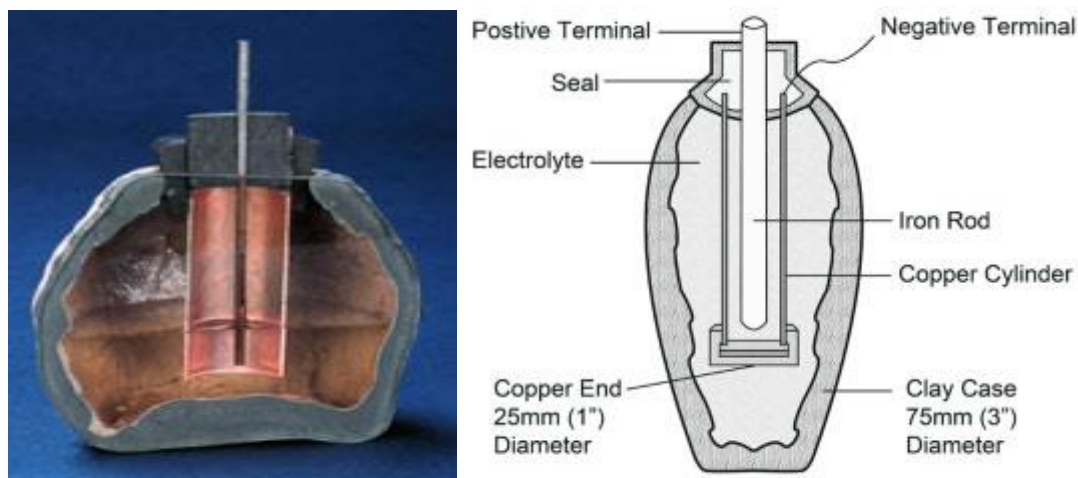 Postive Terminal
Negative Terminal
Seal
Electrolyte
Iron Rod
Copper Cylinder
Copper End
25mm (1")
Diameter
Clay Case
75mm (3")
Diameter